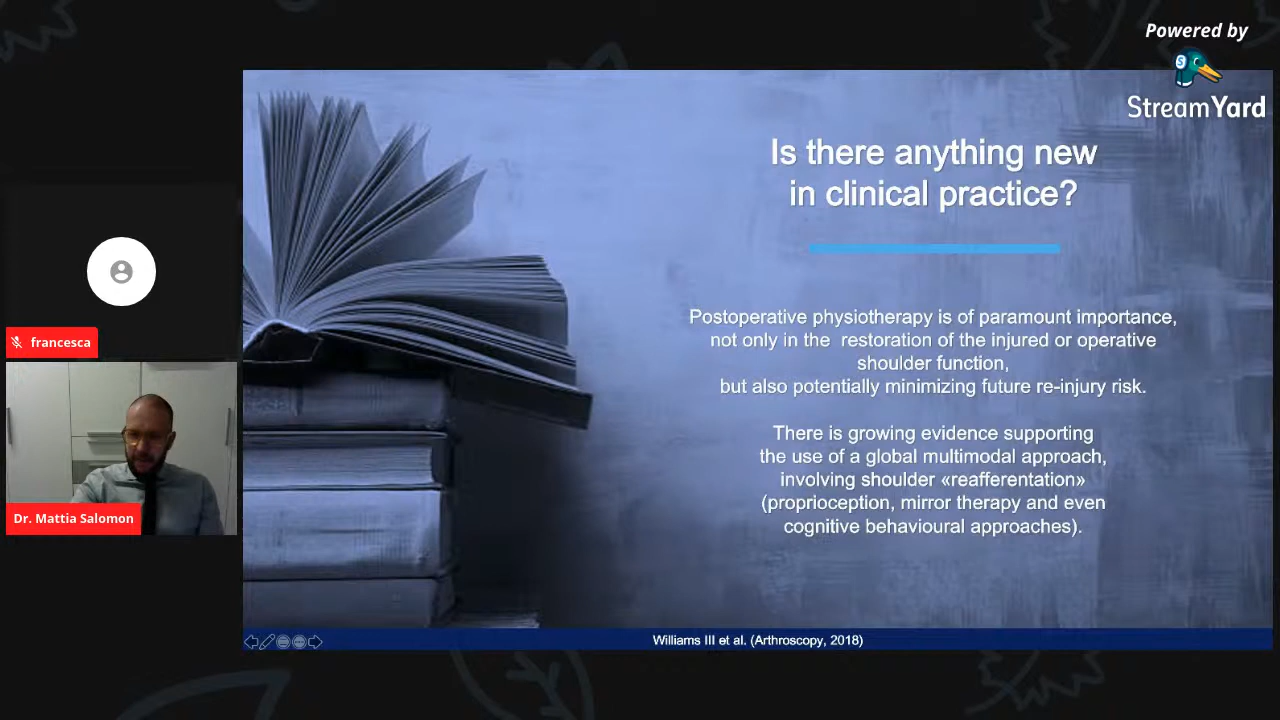 Powered by
StreamYard
Is there anything new
in clinical practice?
Postoperative physiotherapy is of paramount importance,
not only in the restoration of the injured or operative
shoulder function,
but also potentially minimizing future re-injury risk.
There is growing evidence supporting
the use of a global multimodal approach,
involving shoulder «reafferentation»
(proprioception, mirror therapy and even
cognitive behavioural approaches).
francesca
Dr. Mattia Salomon
Williams III et al. (Arthroscopy, 2018)